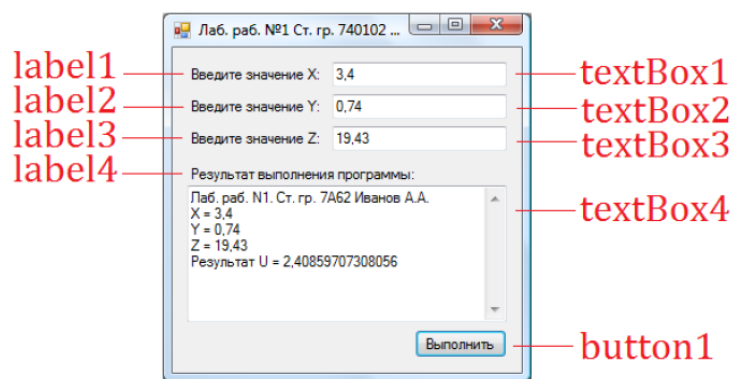 Лаб. раб. №1 Ст. гр. 740102 ...
label1 Введите значение X: 3,4 textBox1
label2 Введите значение Y: 0,74 textBox2
label3 Введите значение Z: 19,43 textBox3
label4 Результат выполнения программы:
Лаб. раб. N1. Ст. гр. 7А62 Иванов А.А.
X = 3,4
textBox4
Y = 0,74
Z = 19,43
Результат U = 2,40859707308056
Выполнить button1